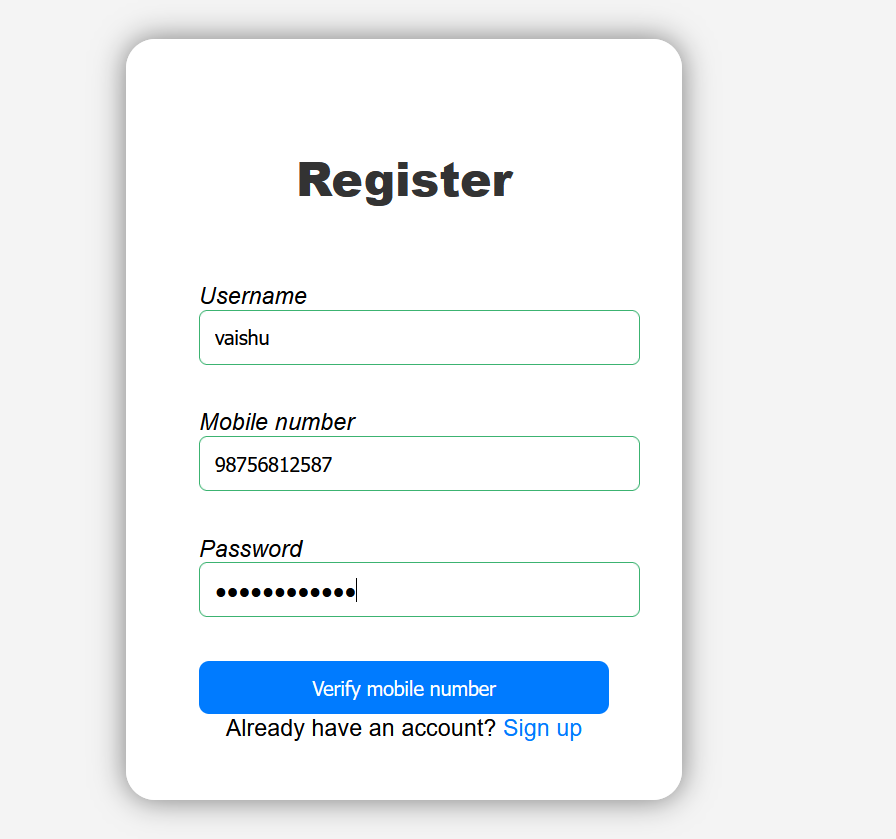 Register
Username
vaishu
Mobile number
98756812587
Password
●●●●●●●●●●●●
Verify mobile number
Already have an account? Sign up